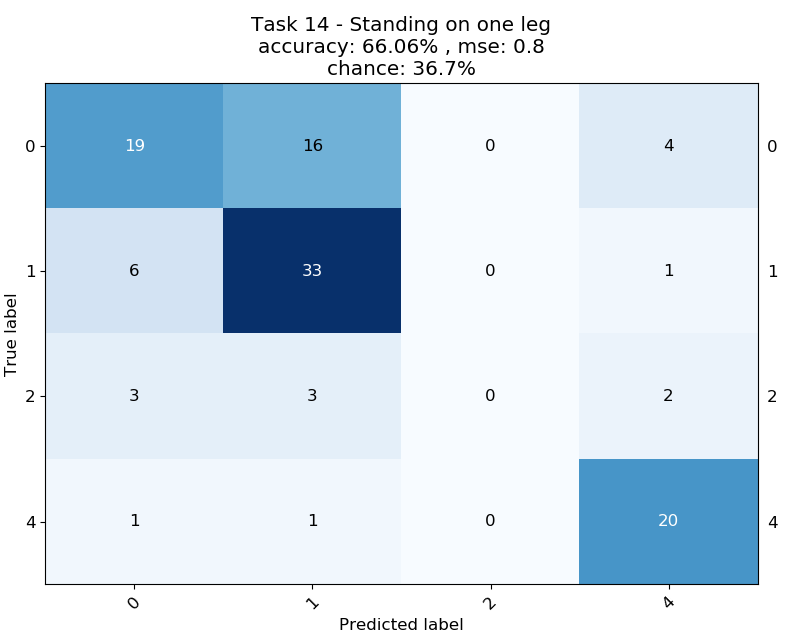 Task 14 - Standing on one leg
accuracy: 66.06% , mse: 0.8
chance: 36.7%
0 19 16 0 4 0
1 6 33 0 1 1
2 3 3 0 2 2
4 1 1 0 20 4
True label
0 1 2 4
Predicted label